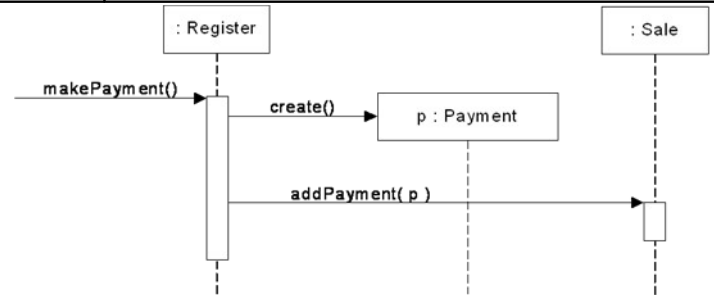 : Register
: Sale
makePayment()
create()
p : Payment
addPayment( p )